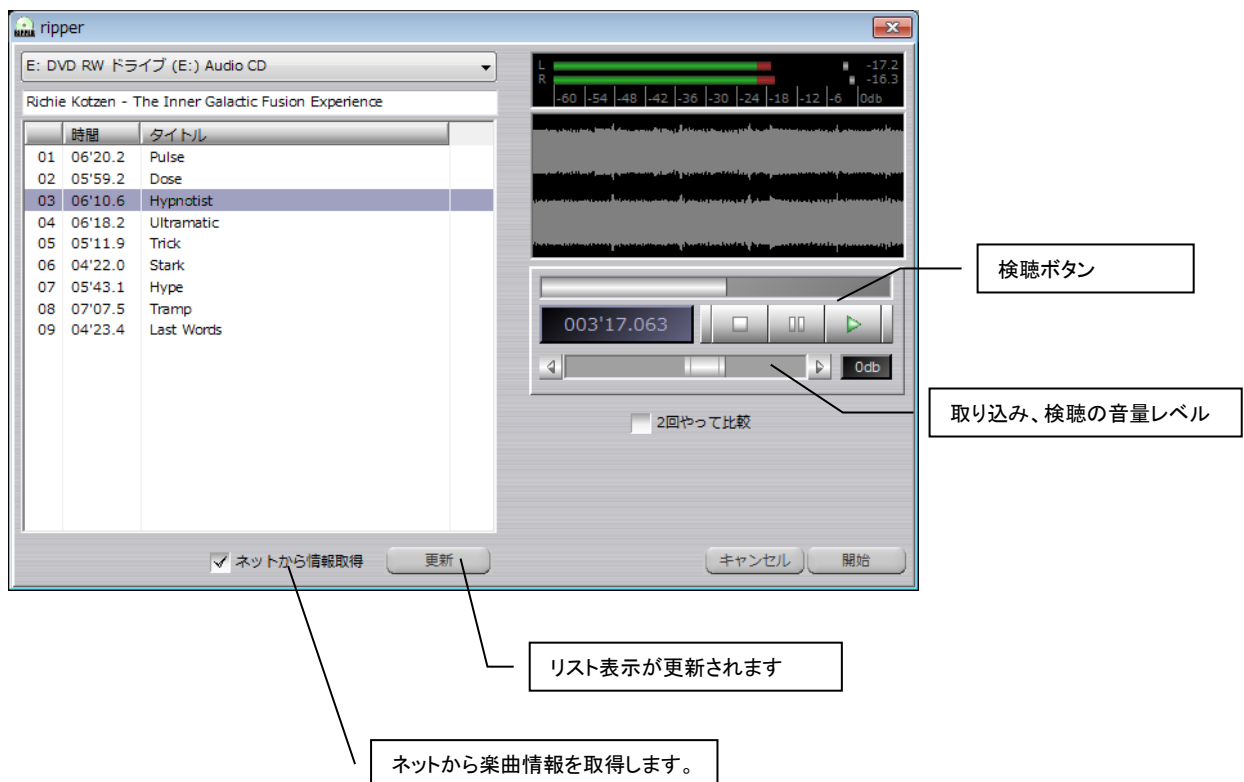 ripper
E: DVD RW ドライブ (E:) Audio CD
Richie Kotzen - The Inner Galactic Fusion Experience
時間 タイトル
01 06'20.2 Pulse
02 05'59.2 Dose
03 06'10.6 Hypnotist
04 06'18.2 Ultramatic
05 05'11.9 Trick
06 04'22.0 Stark
07 05'43.1 Hype
08 07'07.5 Tramp
09 04'23.4 Last Words
L -17.2
R -16.3
-60 -54 -48 -42 -36 -30 -24 -18 -12 -6 0db
003'17.063
0db
2回やって比較
ネットから情報取得 更新
キャンセル 開始
検聴ボタン
取り込み、検聴の音量レベル
リスト表示が更新されます
ネットから楽曲情報を取得します。